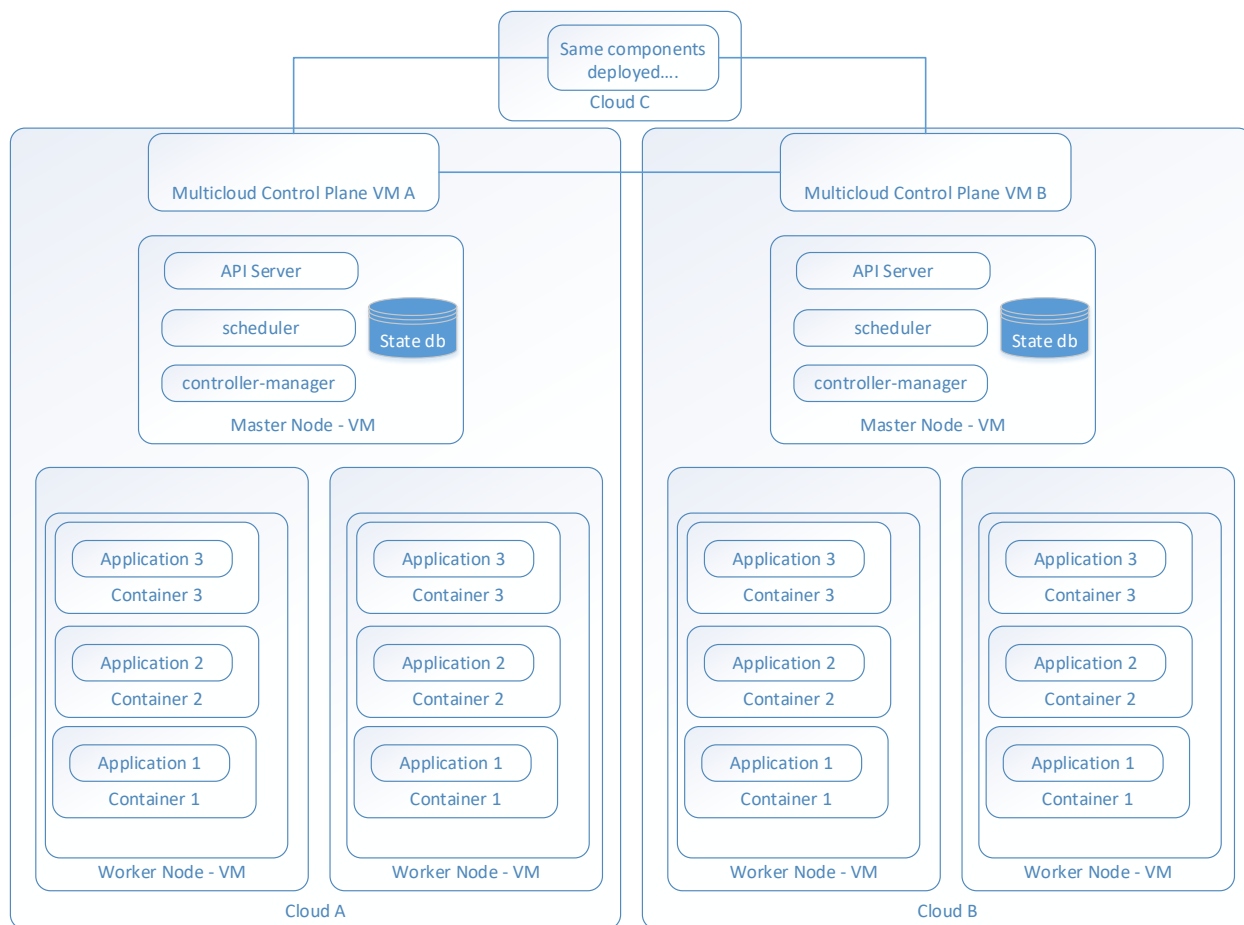 Same components
deployed....
Cloud C
Multicloud Control Plane VM A
API Server
scheduler
State db
controller-manager
Master Node - VM
Application 3
Container 3
Application 2
Container 2
Application 1
Container 1
Worker Node - VM
Application 3
Container 3
Application 2
Container 2
Application 1
Container 1
Worker Node - VM
Cloud A
Multicloud Control Plane VM B
API Server
scheduler
State db
controller-manager
Master Node - VM
Application 3
Container 3
Application 2
Container 2
Application 1
Container 1
Worker Node - VM
Application 3
Container 3
Application 2
Container 2
Application 1
Container 1
Worker Node - VM
Cloud B